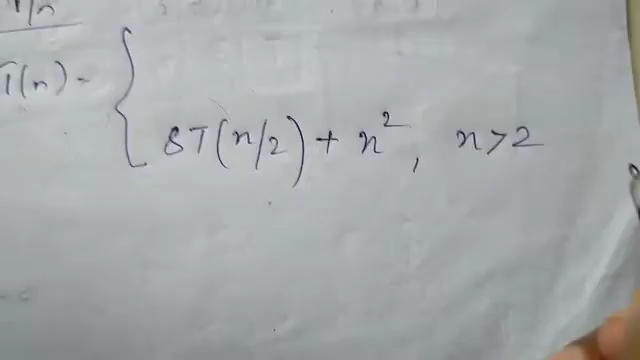 T(n) =
8T(n/2) + n², n>2